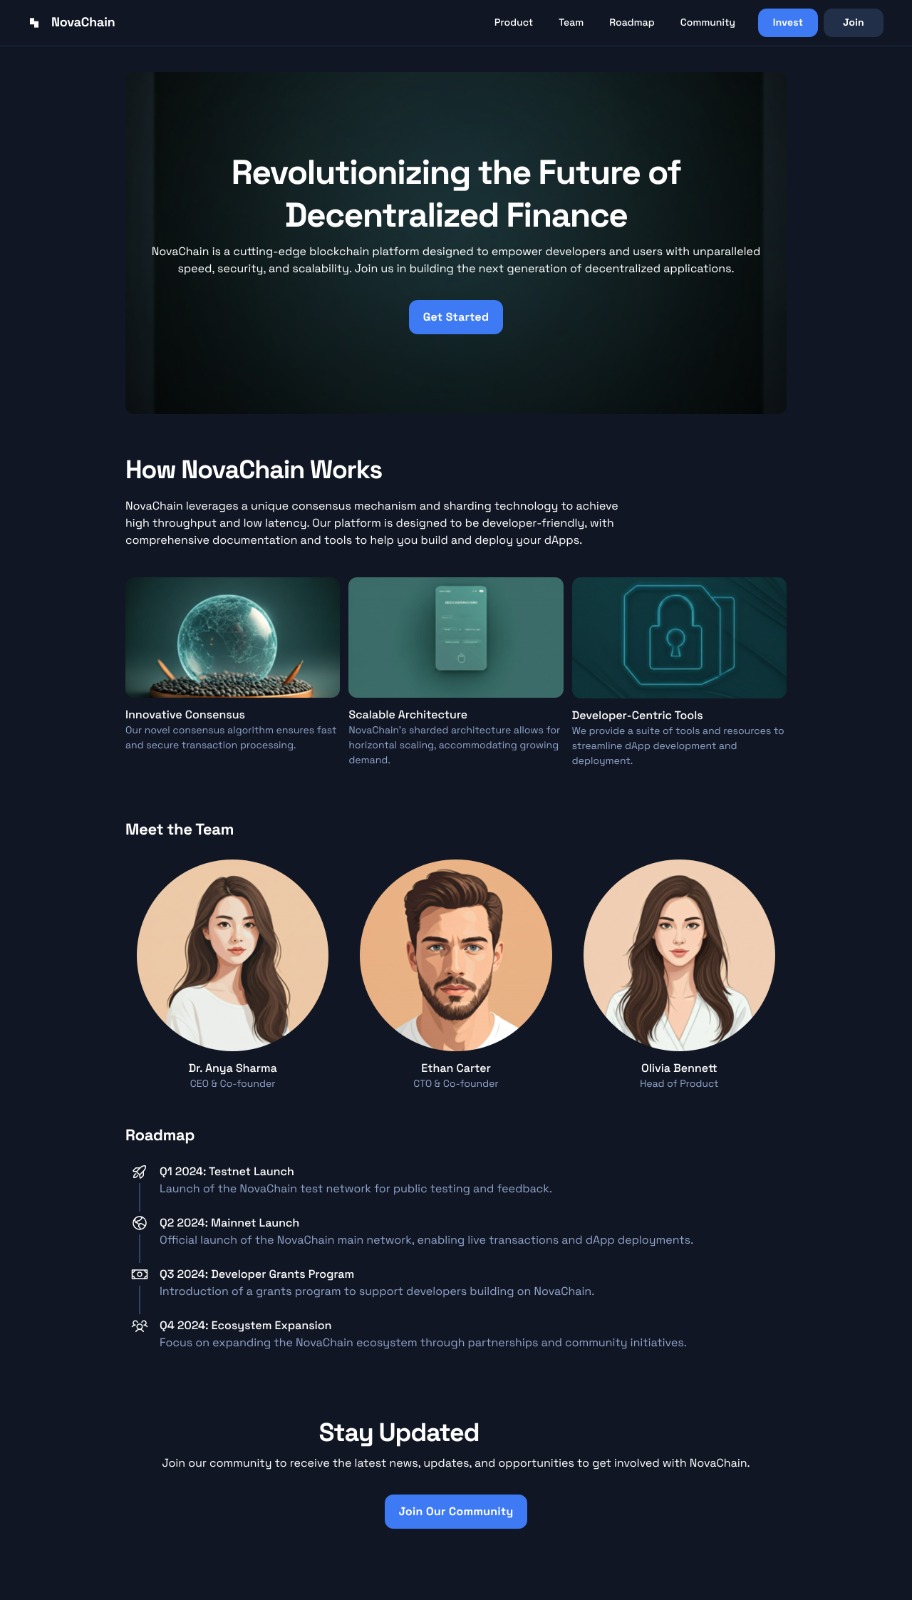 NovaChain
Product
Team
Roadmap
Community
Invest
Join
Revolutionizing the Future of
Decentralized Finance
NovaChain is a cutting-edge blockchain platform designed to empower developers and users with unparalleled
speed, security, and scalability. Join us in building the next generation of decentralized applications.
Get Started
How NovaChain Works
NovaChain leverages a unique consensus mechanism and sharding technology to achieve
high throughput and low latency. Our platform is designed to be developer-friendly, with
comprehensive documentation and tools to help you build and deploy your dApps.
Innovative Consensus
Our novel consensus algorithm ensures fast
and secure transaction processing.
Scalable Architecture
NovaChain's sharded architecture allows for
horizontal scaling, accommodating growing
demand.
Developer-Centric Tools
We provide a suite of tools and resources to
streamline dApp development and
deployment.
Meet the Team
Dr. Anya Sharma
CEO & Co-founder
Ethan Carter
CTO & Co-founder
Olivia Bennett
Head of Product
Roadmap
Q1 2024: Testnet Launch
Launch of the NovaChain test network for public testing and feedback.
Q2 2024: Mainnet Launch
Official launch of the NovaChain main network, enabling live transactions and dApp deployments.
Q3 2024: Developer Grants Program
Introduction of a grants program to support developers building on NovaChain.
Q4 2024: Ecosystem Expansion
Focus on expanding the NovaChain ecosystem through partnerships and community initiatives.
Stay Updated
Join our community to receive the latest news, updates, and opportunities to get involved with NovaChain.
Join Our Community